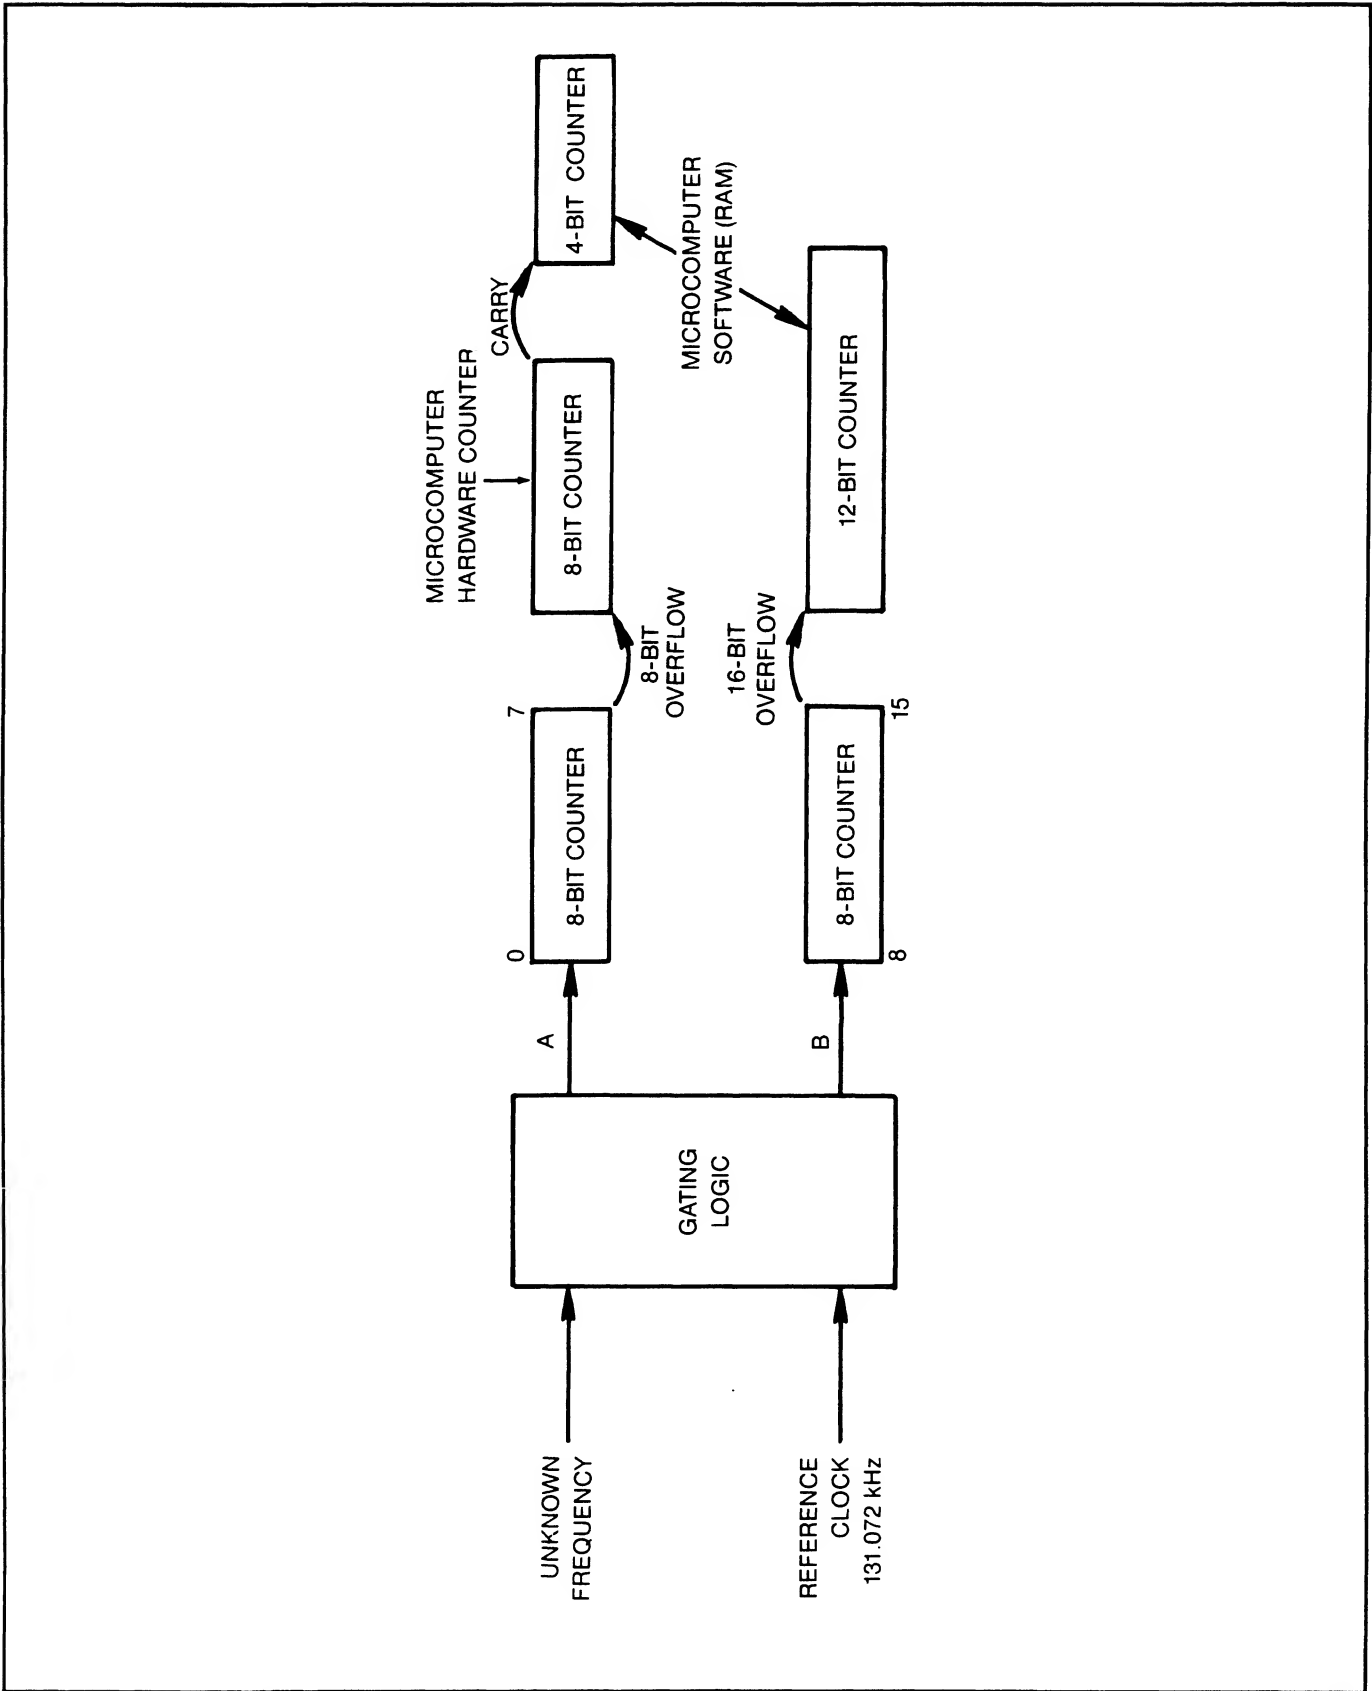 UNKNOWN
FREQUENCY
REFERENCE
CLOCK
131.072 kHz
GATING
LOGIC
A
B
0
7
8-BIT COUNTER
8-BIT
OVERFLOW
MICROCOMPUTER
HARDWARE COUNTER
8-BIT COUNTER
CARRY
4-BIT COUNTER
MICROCOMPUTER
SOFTWARE (RAM)
8-BIT COUNTER
8
15
16-BIT
OVERFLOW
12-BIT COUNTER